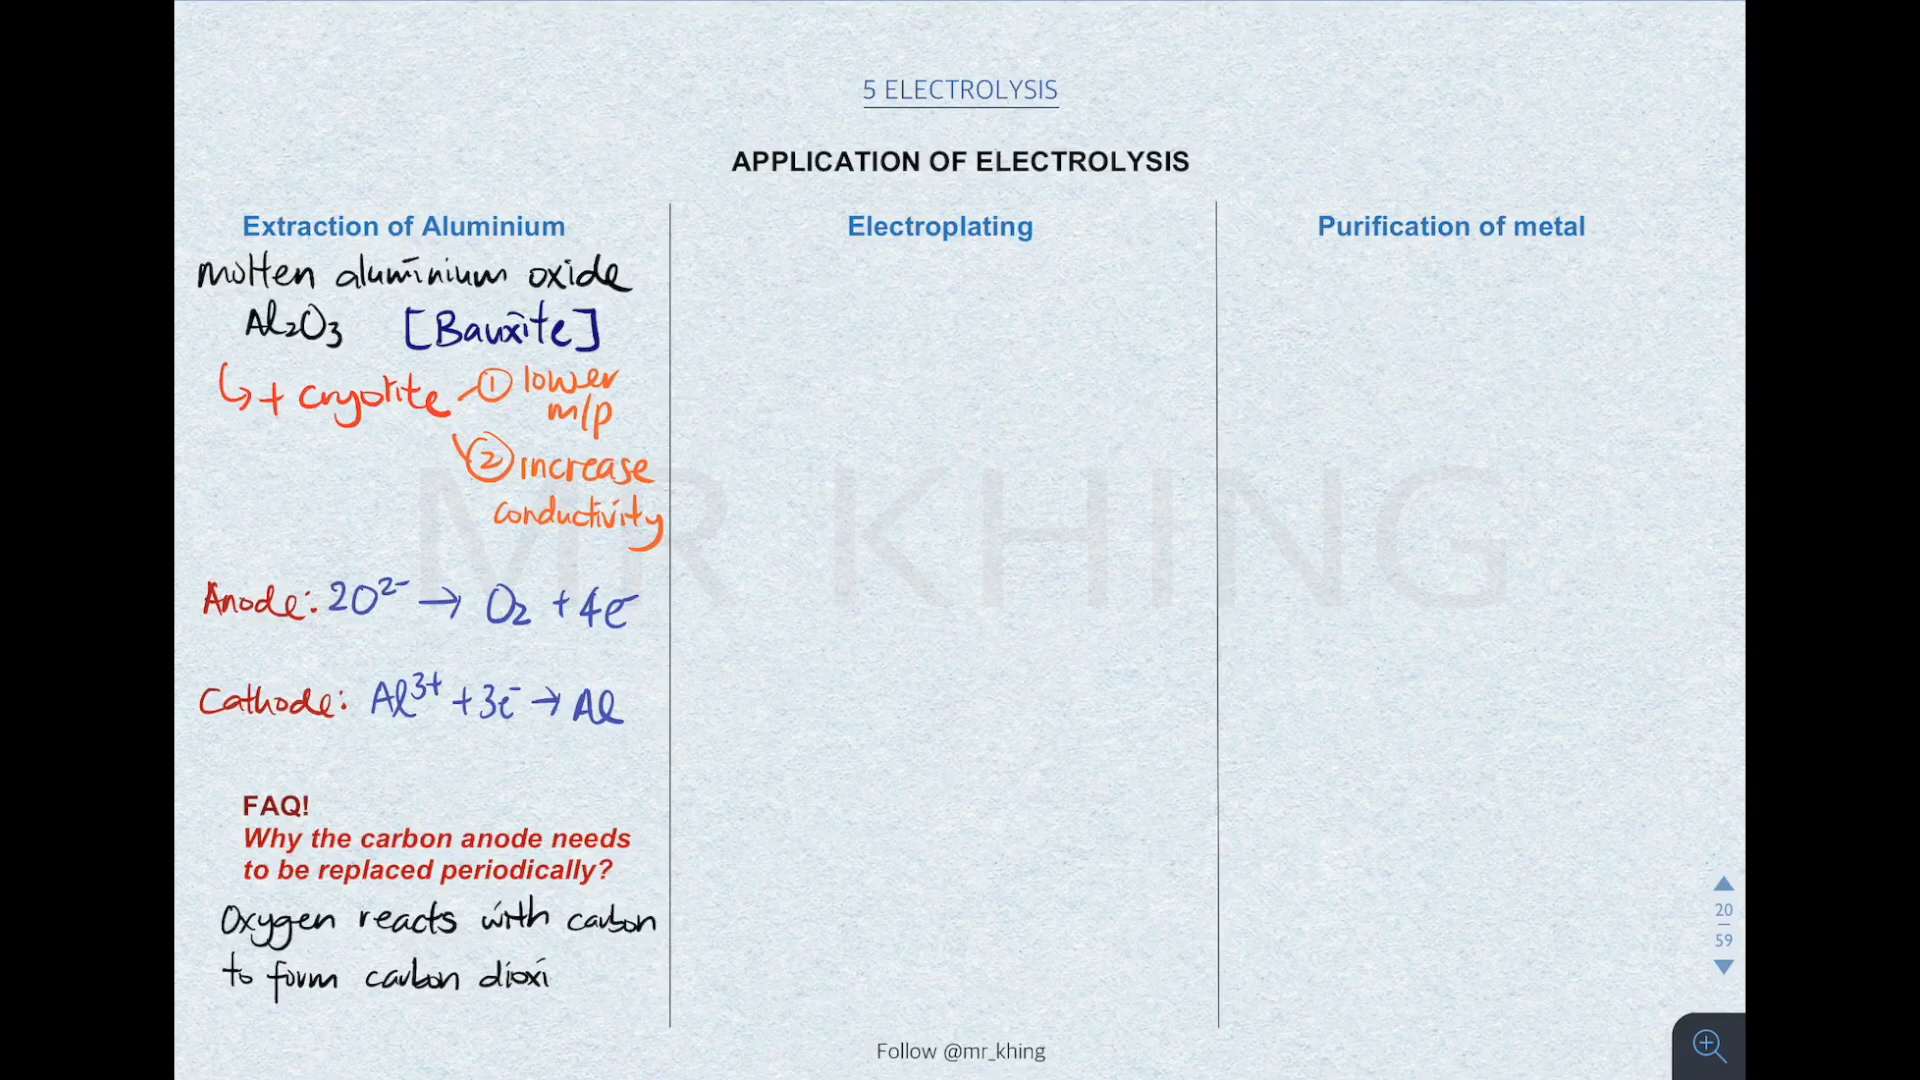 5 ELECTROLYSIS
APPLICATION OF ELECTROLYSIS
Extraction of Aluminium
molten aluminium oxide
Al₂O₃ [Bauxite]
↳ + cryolite ① lower
m/p
② increase
conductivity
Anode: 2O²⁻ → O₂ + 4e⁻
Cathode: Al³⁺ + 3e⁻ → Al
FAQ!
Why the carbon anode needs
to be replaced periodically?
Oxygen reacts with carbon
to form carbon dioxi
Electroplating
Purification of metal
MR KHING
20
59
Follow @mr_khing